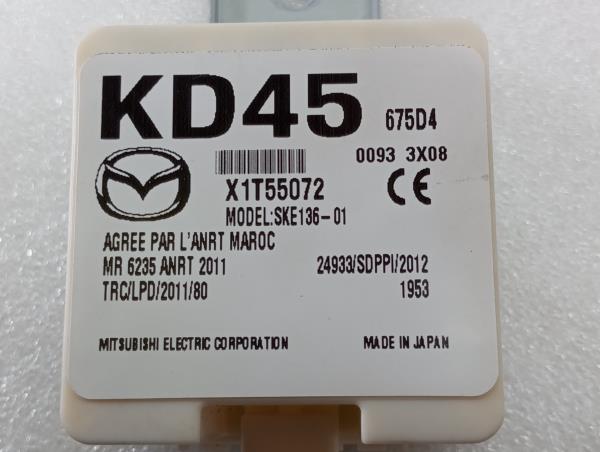 KD45 675D4
0093 3X08
X1T55072
MODEL:SKE136-01
CE
AGREE PAR L'ANRT MAROC
MR 6235 ANRT 2011 24933/SDPPI/2012
TRC/LPD/2011/80 1953
MITSUBISHI ELECTRIC CORPORATION MADE IN JAPAN